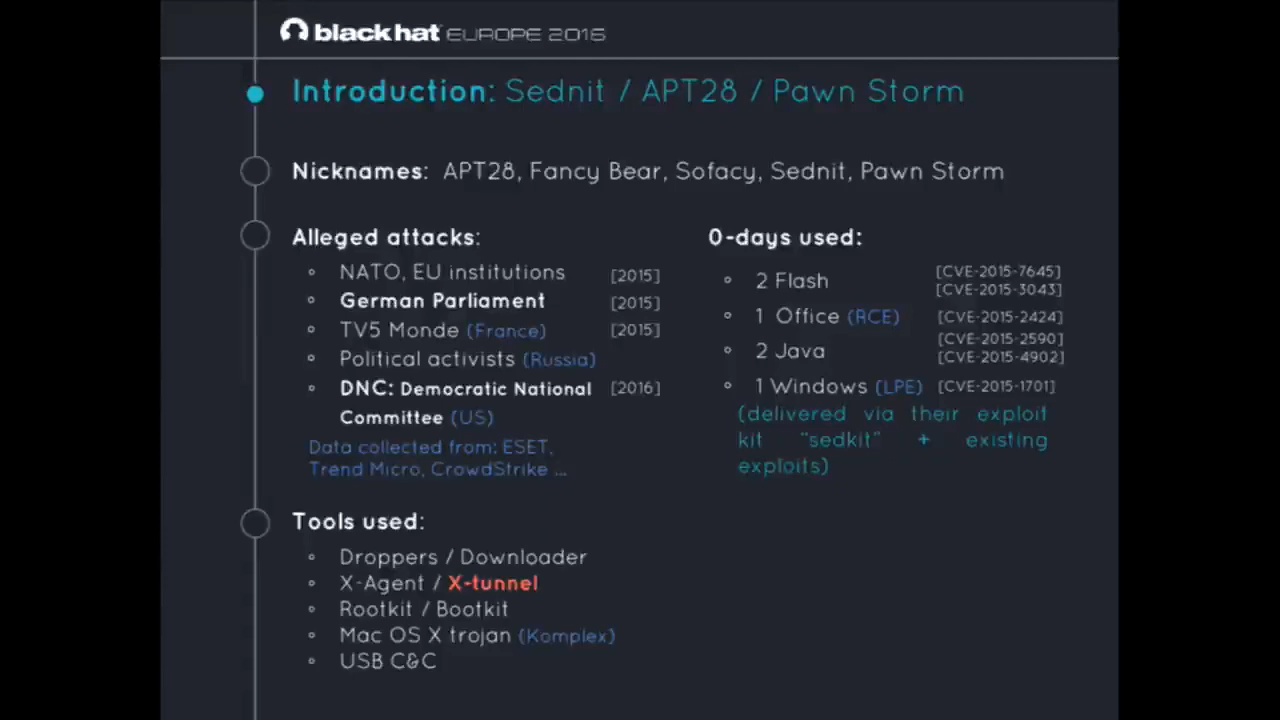 black hat EUROPE 2016
Introduction: Sednit / APT28 / Pawn Storm
Nicknames: APT28, Fancy Bear, Sofacy, Sednit, Pawn Storm
Alleged attacks:
° NATO, EU institutions [2015]
° German Parliament [2015]
° TV5 Monde (France) [2015]
° Political activists (Russia)
° DNC: Democratic National [2016]
Committee (US)
Data collected from: ESET,
Trend Micro, CrowdStrike ...
0-days used:
° 2 Flash [CVE-2015-7645]
[CVE-2015-3043]
° 1 Office (RCE) [CVE-2015-2424]
° 2 Java [CVE-2015-2590]
[CVE-2015-4902]
° 1 Windows (LPE) [CVE-2015-1701]
(delivered via their exploit
kit "sedkit" + existing
exploits)
Tools used:
° Droppers / Downloader
° X-Agent / X-tunnel
° Rootkit / Bootkit
° Mac OS X trojan (Komplex)
° USB C&C